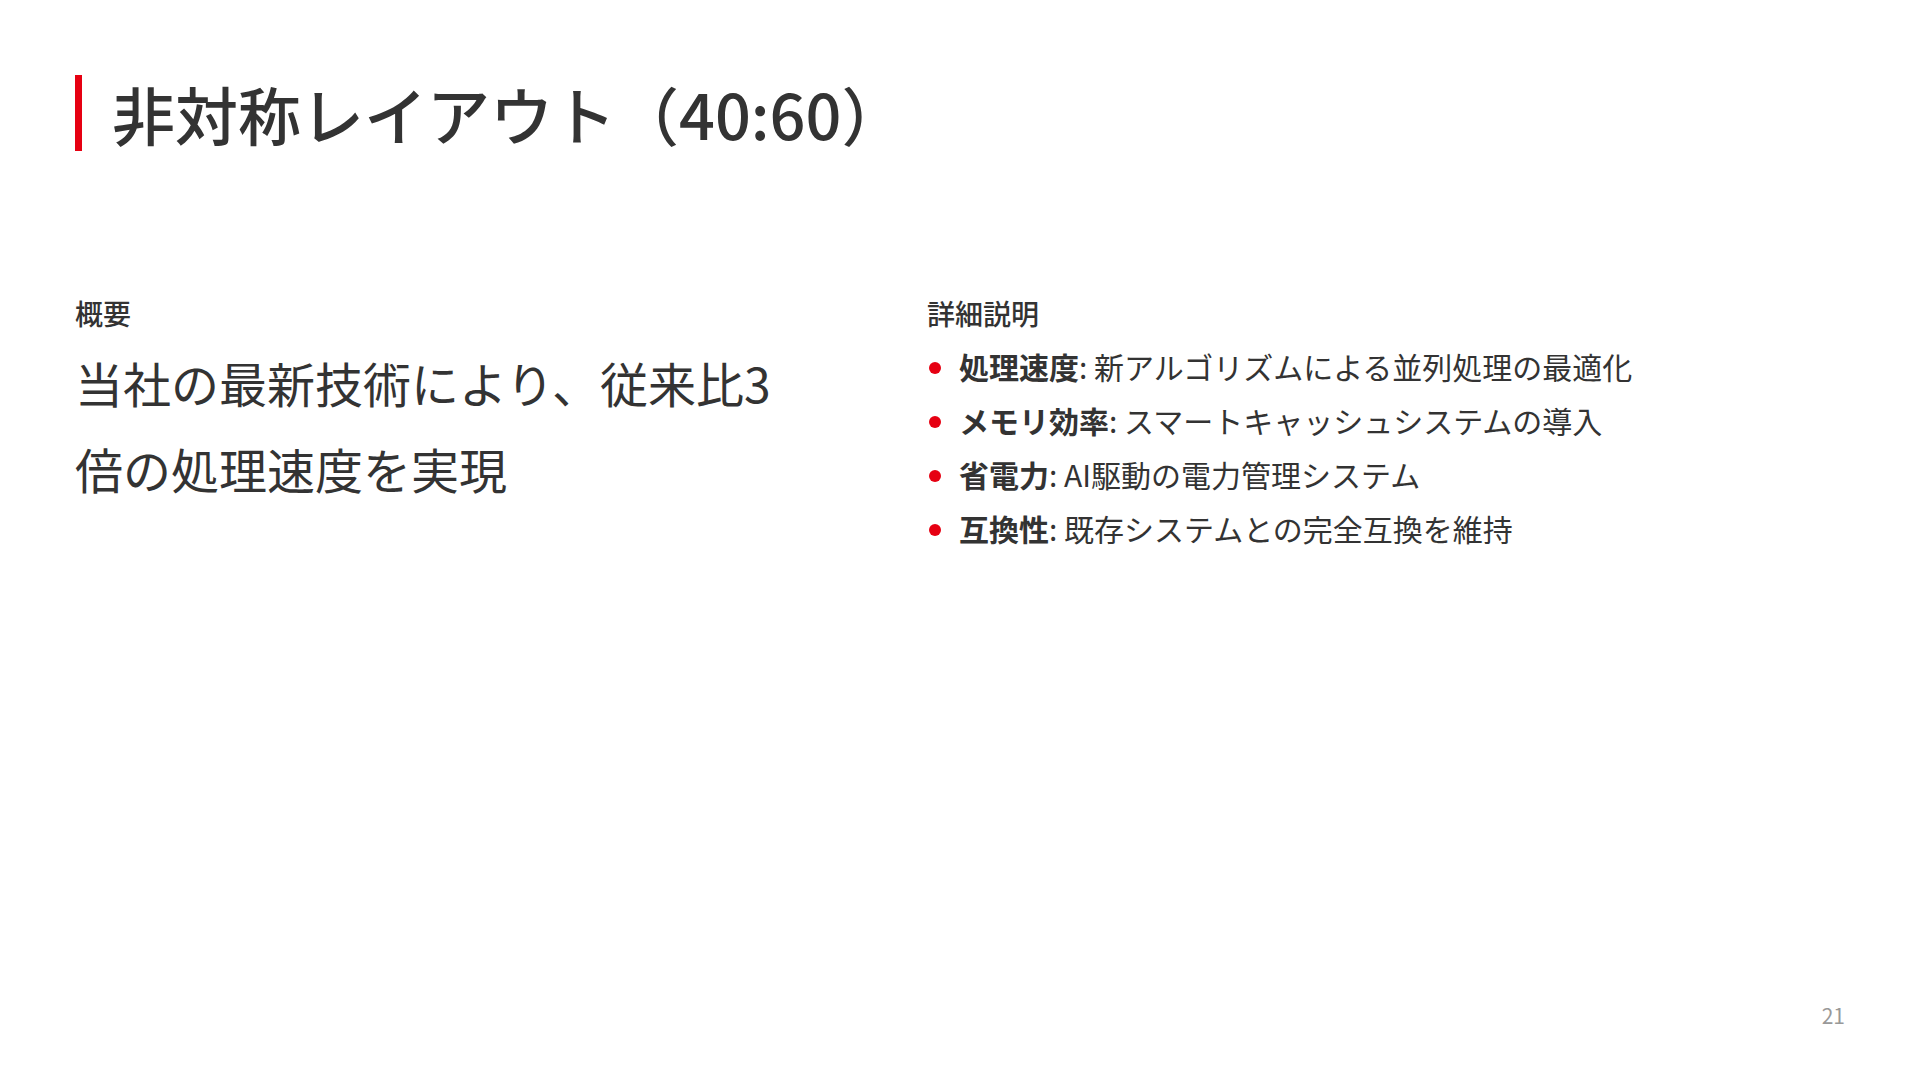 非対称レイアウト（40:60）
概要
当社の最新技術により、従来比3
倍の処理速度を実現
詳細説明
処理速度: 新アルゴリズムによる並列処理の最適化
メモリ効率: スマートキャッシュシステムの導入
省電力: AI駆動の電力管理システム
互換性: 既存システムとの完全互換を維持
21